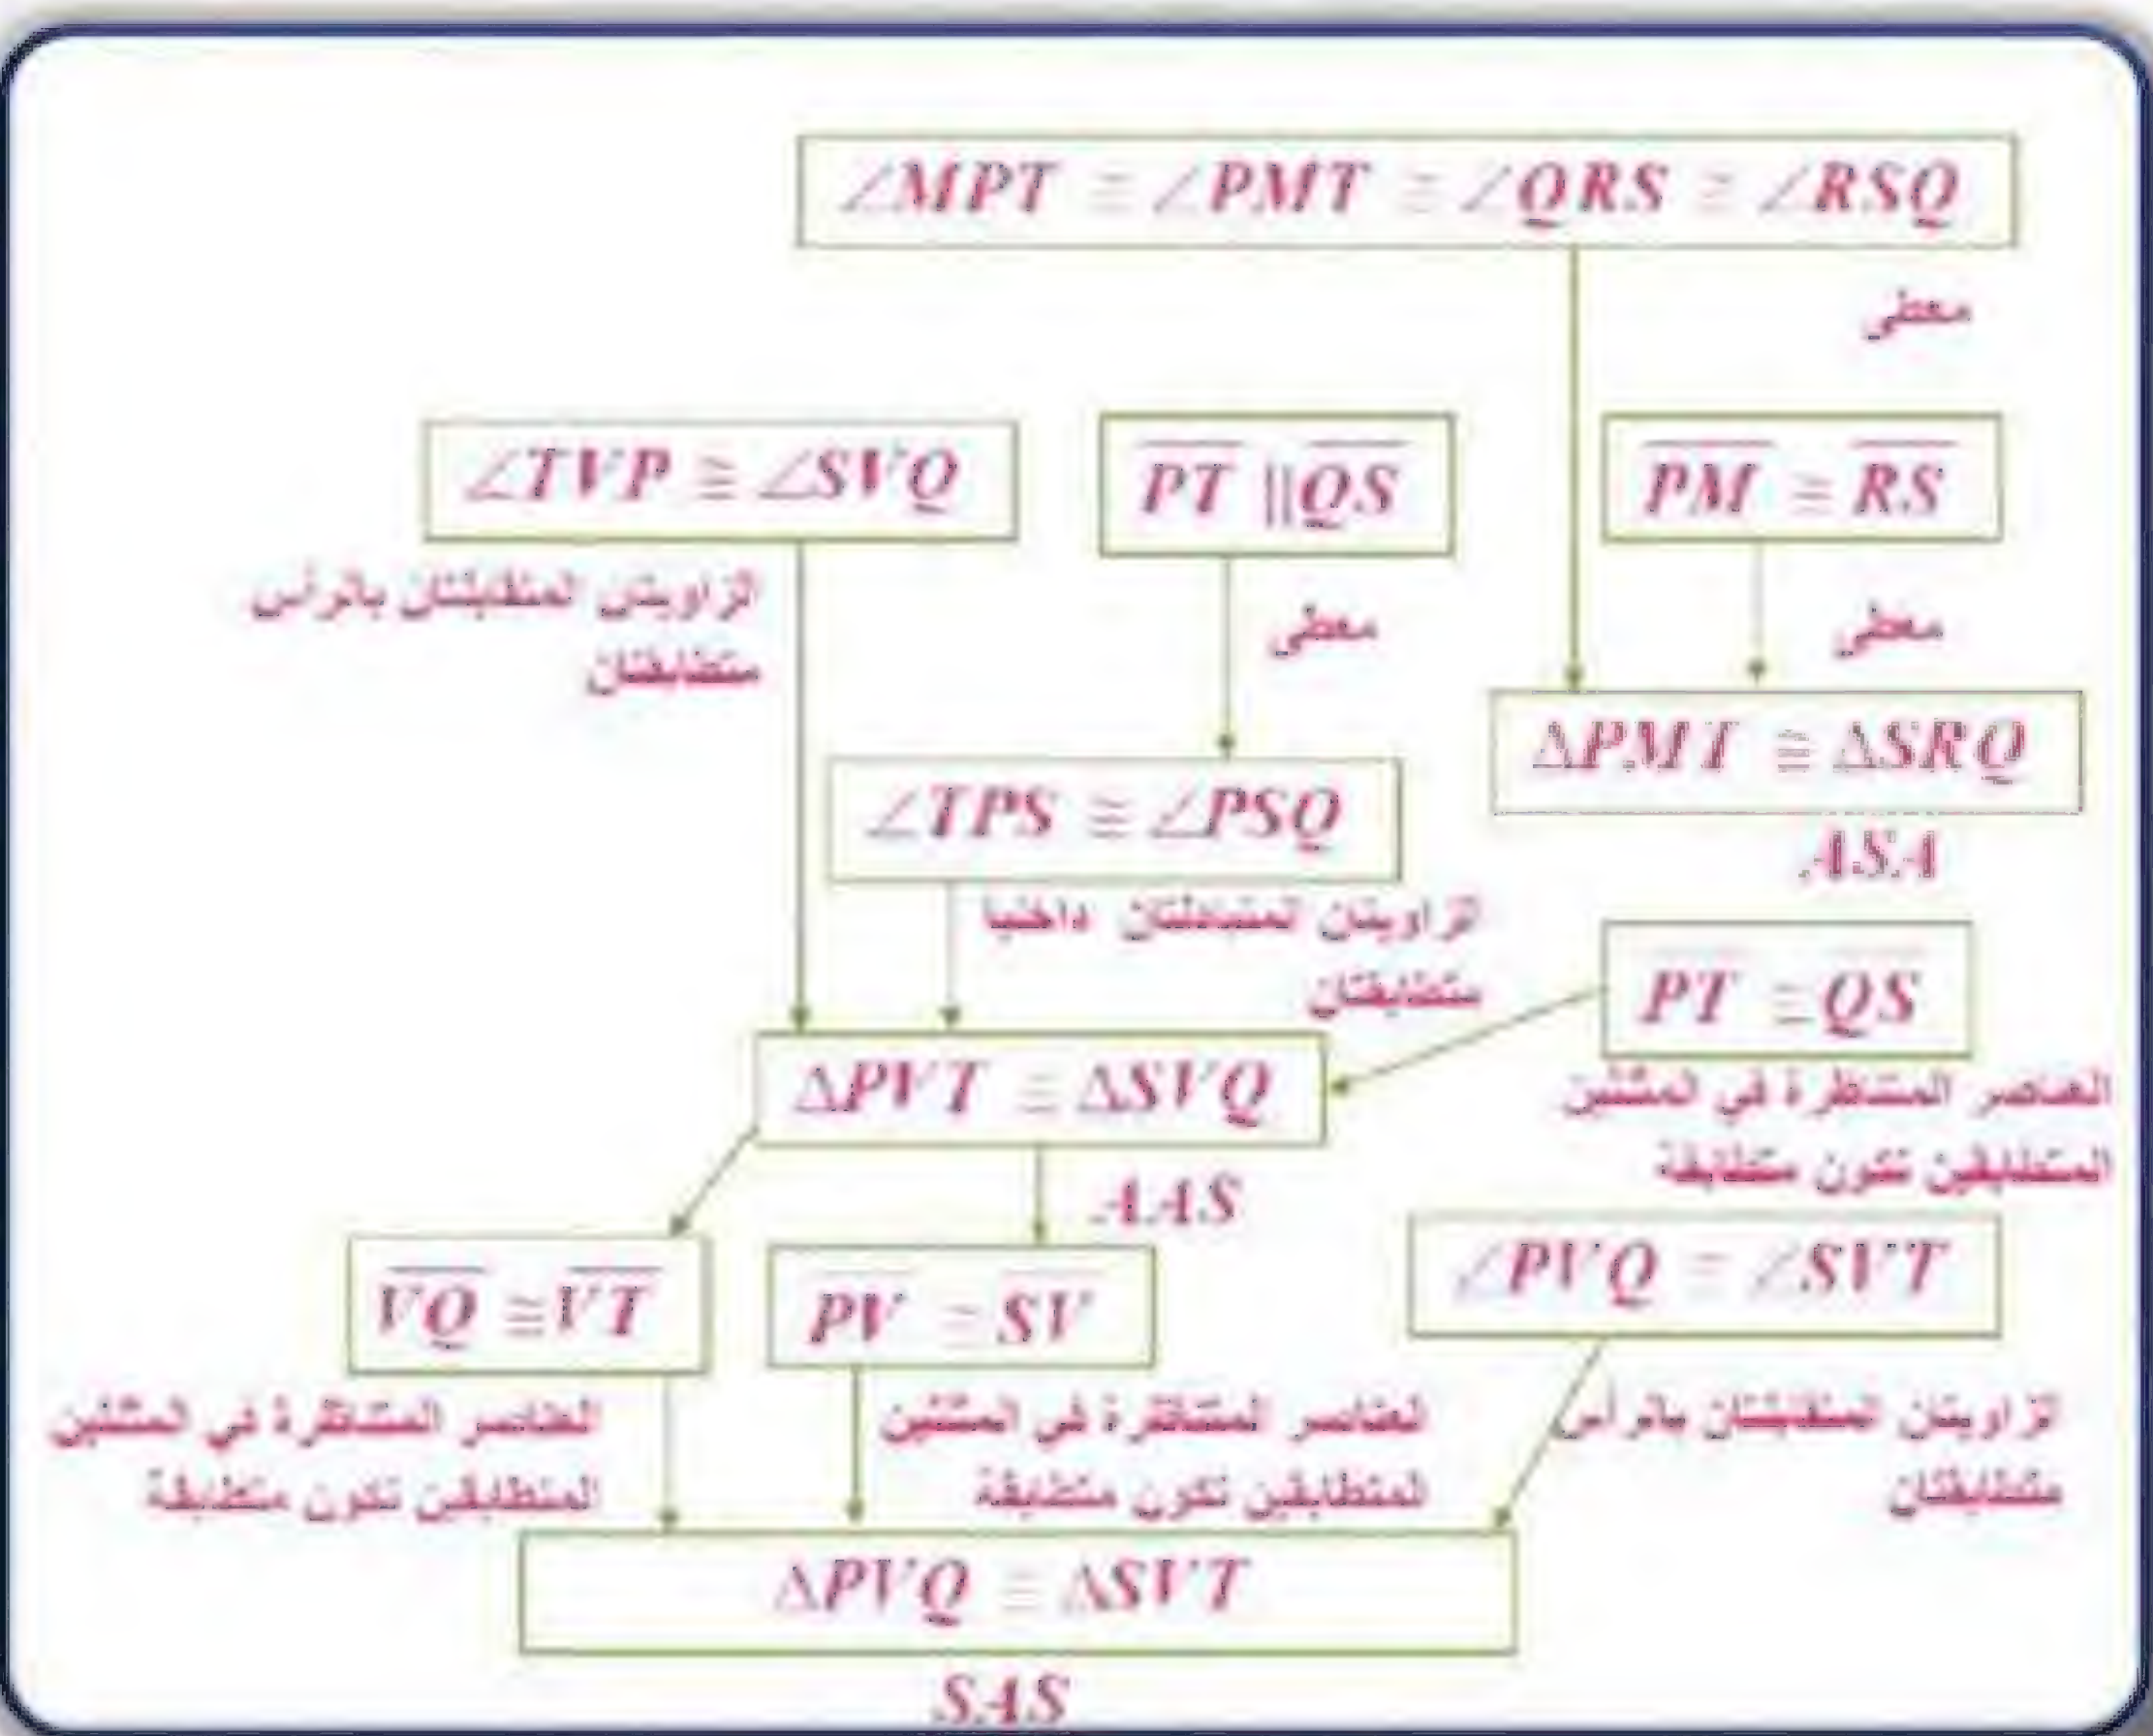 ∠MPT ≅ ∠PMT ≅ ∠QRS ≅ ∠RSQ
معطى
∠TVP ≅ ∠SVQ
PT || QS
PM ≅ RS
الزاويتان المتقابلتان بالرأس
متطابقتان
معطى
معطى
ΔPMT ≅ ΔSRQ
ASA
∠TPS ≅ ∠PSQ
الزاويتان المتبادلتان داخليا
متطابقتان
PT ≅ QS
العناصر المتناظرة في المثلثين
المتطابقين تكون متطابقة
ΔPVT ≅ ΔSVQ
AAS
VQ ≅ VT
PV ≅ SV
∠PVQ ≅ ∠SVT
العناصر المتناظرة في المثلثين
المتطابقين تكون متطابقة
العناصر المتناظرة في المثلثين
المتطابقين تكون متطابقة
الزاويتان المتقابلتان بالرأس
متطابقتان
ΔPVQ ≅ ΔSVT
SAS